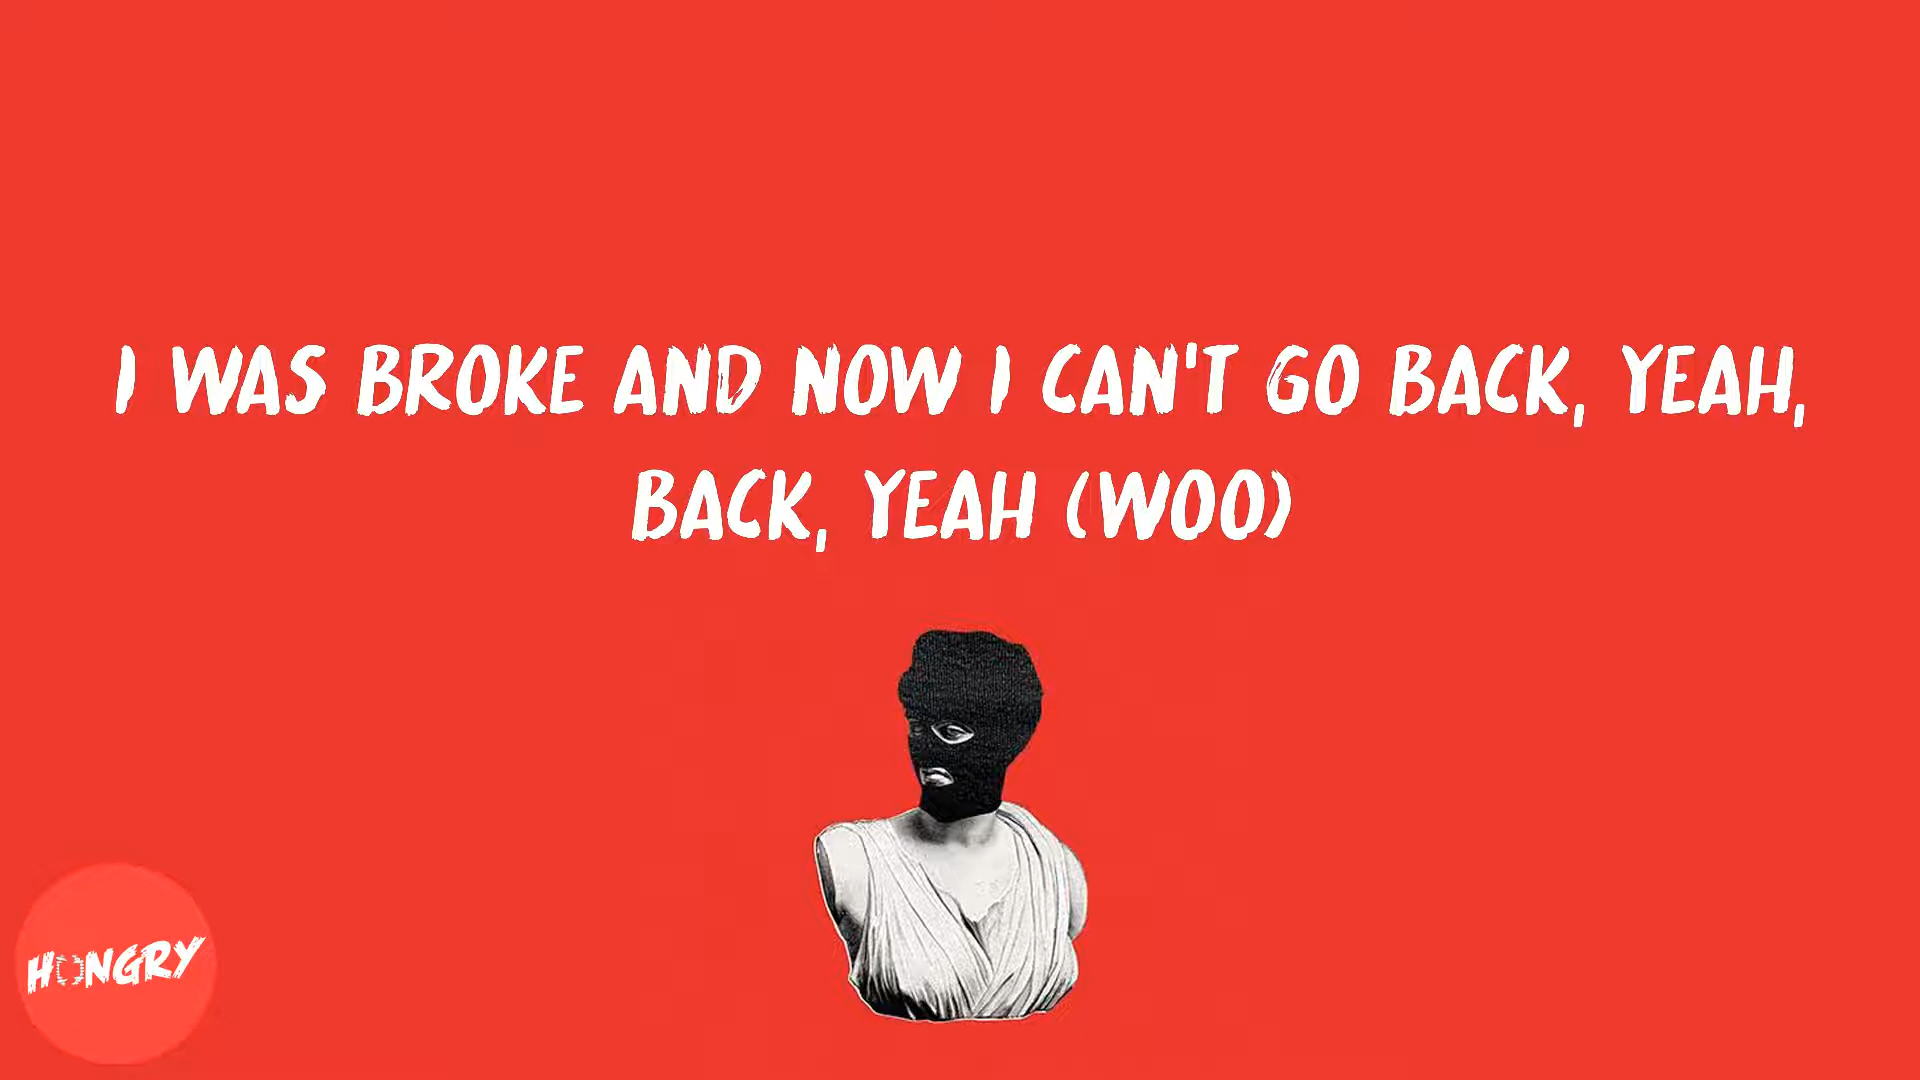 I WAS BROKE AND NOW I CAN'T GO BACK, YEAH,
BACK, YEAH (WOO)
HONGRY